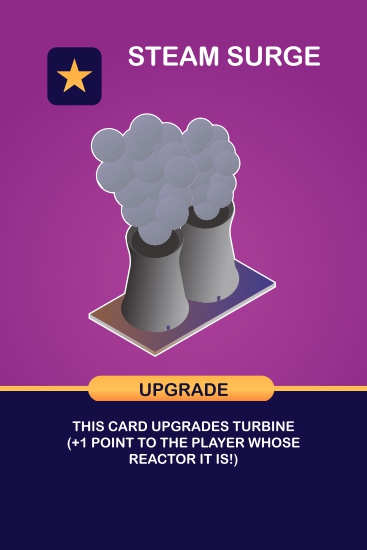 STEAM SURGE
UPGRADE
THIS CARD UPGRADES TURBINE
(+1 POINT TO THE PLAYER WHOSE
REACTOR IT IS!)